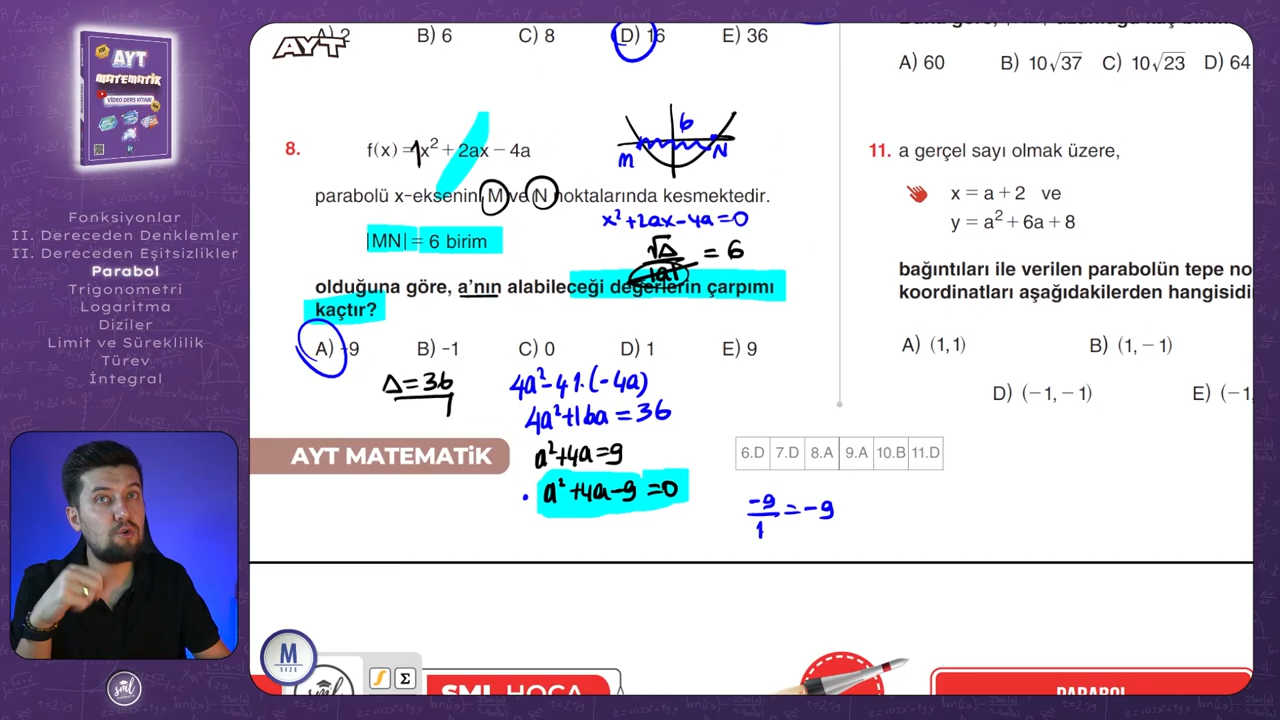 AYT
MATEMATİK
VİDEO DERS KİTABI
Fonksiyonlar
II. Dereceden Denklemler
II. Dereceden Eşitsizlikler
Parabol
Trigonometri
Logaritma
Diziler
Limit ve Süreklilik
Türev
İntegral
sml
AYT
A) 2 B) 6 C) 8 D) 16 E) 36
8. f(x) = 1x² + 2ax – 4a
parabolü x-eksenini M ve N noktalarında kesmektedir.
|MN| = 6 birim
olduğuna göre, a'nın alabileceği değerlerin çarpımı
kaçtır?
A) -9 B) -1 C) 0 D) 1 E) 9
6
M N
x²+2ax-4a=0
√Δ / |a| = 6
Δ = 36
4a²-4.1.(-4a)
4a²+16a=36
a²+4a=9
a²+4a-9=0
-9/1 = -9
AYT MATEMATİK
6.D 7.D 8.A 9.A 10.B 11.D
A) 60 B) 10√37 C) 10√23 D) 64
11. a gerçel sayı olmak üzere,
x = a + 2 ve
y = a² + 6a + 8
bağıntıları ile verilen parabolün tepe no
koordinatları aşağıdakilerden hangisidi
A) (1,1) B) (1, – 1)
D) (– 1, – 1) E) (– 1,
M
SIZE
sml
∫ Σ
SML HOCA
PARABOL